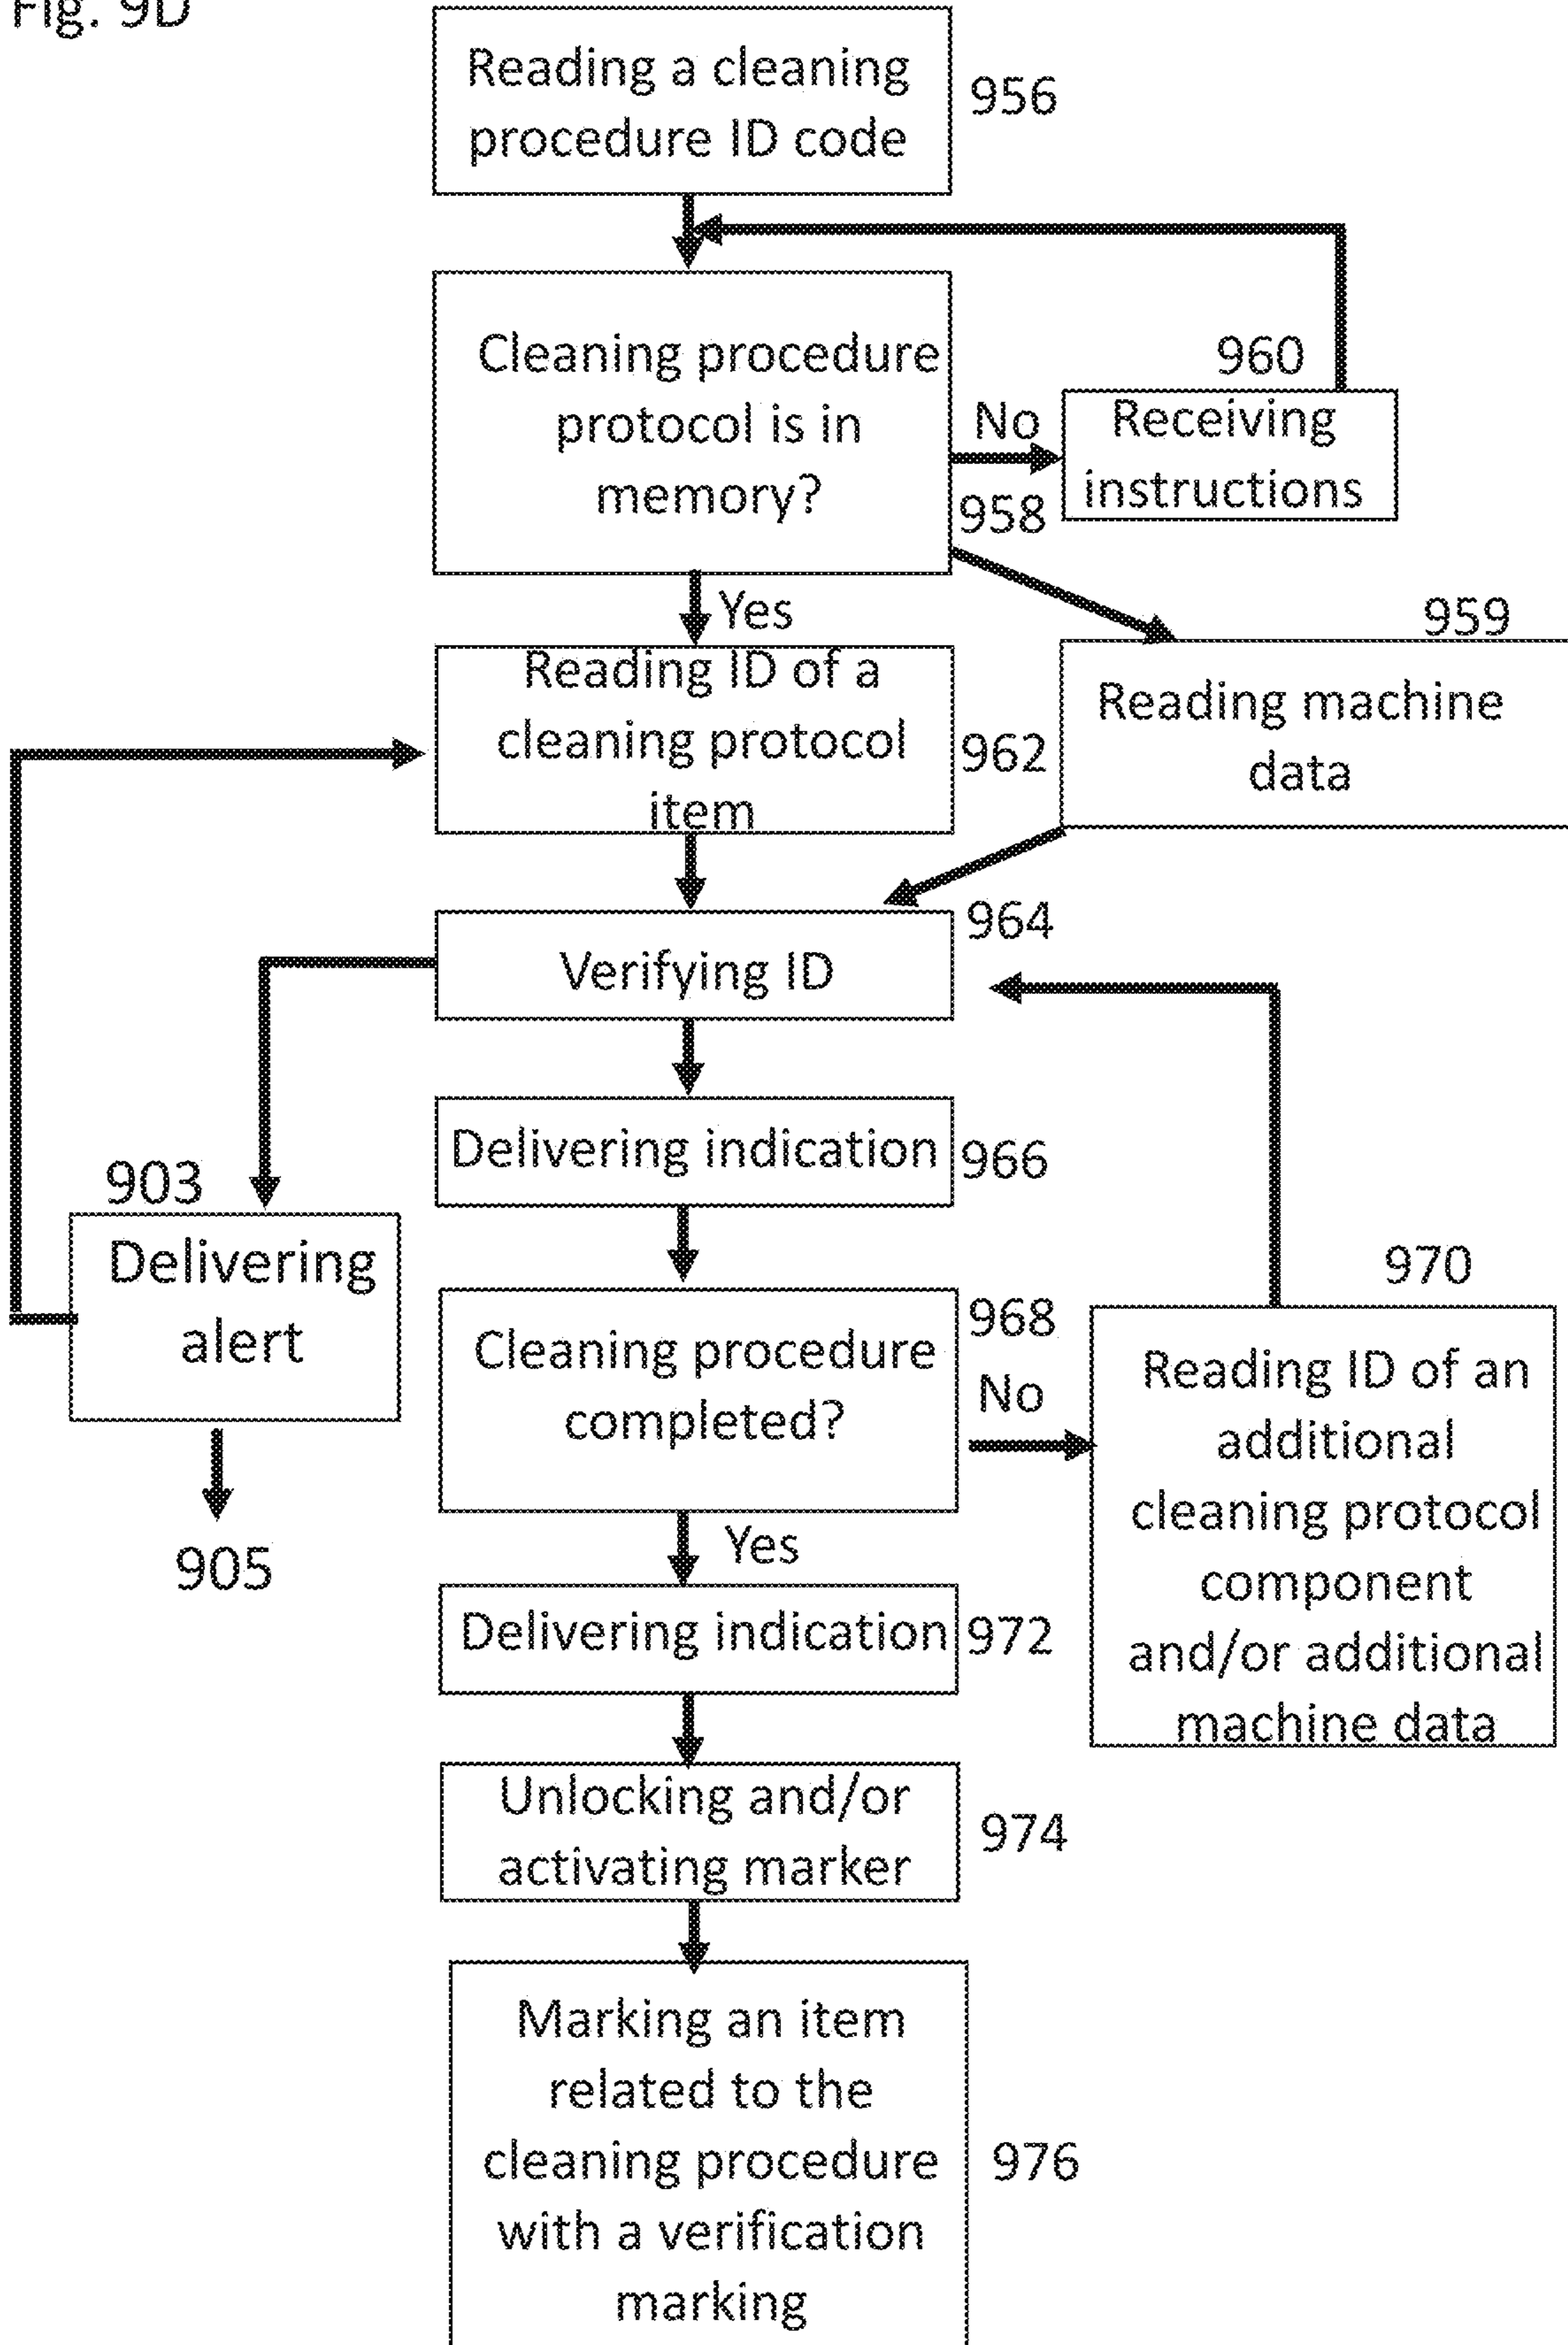 Fig. 9D
Reading a cleaning
procedure ID code
956
Cleaning procedure
protocol is in
memory?
No
958
960
Receiving
instructions
Yes
959
Reading machine
data
Reading ID of a
cleaning protocol
item
962
964
Verifying ID
Delivering indication
966
903
Delivering
alert
905
Cleaning procedure
completed?
968
No
970
Reading ID of an
additional
cleaning protocol
component
and/or additional
machine data
Yes
Delivering indication
972
Unlocking and/or
activating marker
974
Marking an item
related to the
cleaning procedure
with a verification
marking
976